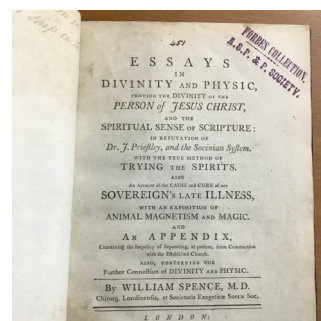 451
FORBES COLLECTION,
A.S.P. & P. SOCIETY.
ESSAYS
IN
DIVINITY AND PHYSIC,
PROVING THE DIVINITY OF THE
PERSON of JESUS CHRIST,
AND THE
SPIRITUAL SENSE OF SCRIPTURE:
IN REFUTATION OF
Dr. J. Priestley, and the Socinian System.
WITH THE TRUE METHOD OF
TRYING THE SPIRITS.
ALSO
An Account of the CAUSE and CURE of our
SOVEREIGN'S LATE ILLNESS,
WITH AN EXPOSITION OF
ANIMAL MAGNETISM AND MAGIC.
AND
AN APPENDIX,
Containing the Impolicy of Separating, at present, from Communion
with the Established Church.
ALSO, CONCERNING THE
Further Connection of DIVINITY AND PHYSIC.
By WILLIAM SPENCE, M.D.
Chirurg. Londinensis, et Societatis Exegeticæ Sueciæ Soc.
LONDON: